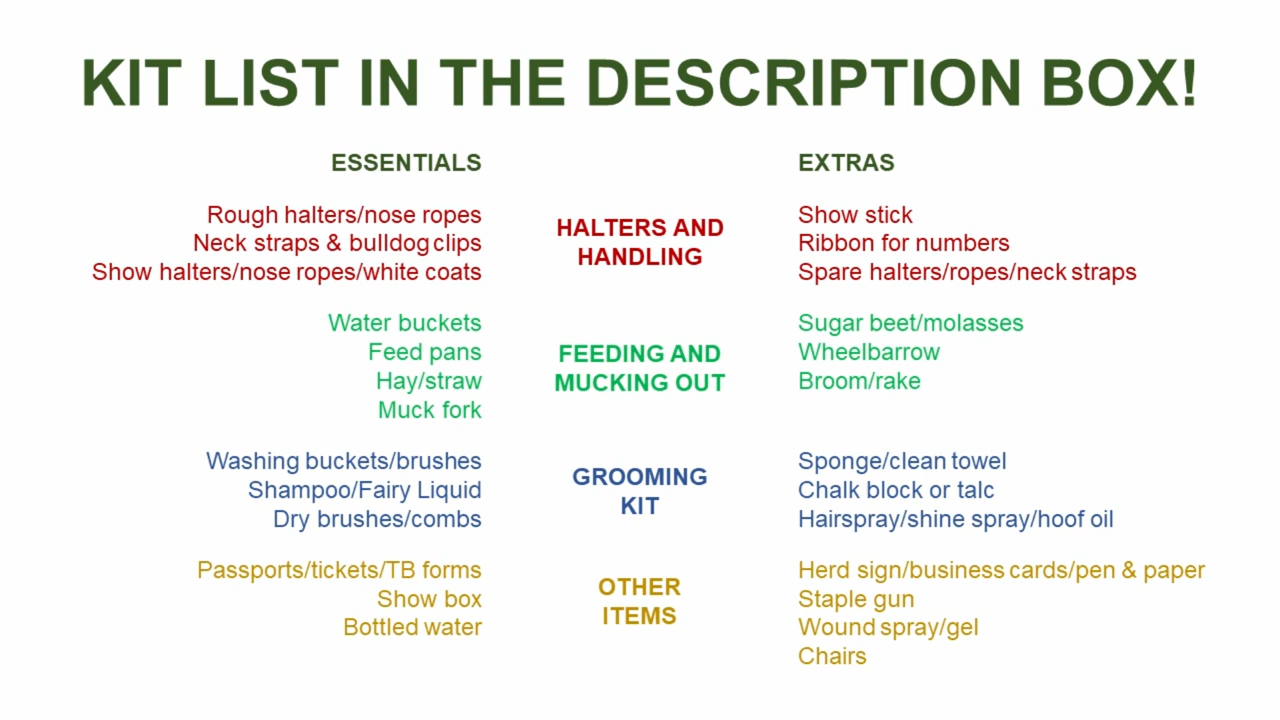 KIT LIST IN THE DESCRIPTION BOX!
ESSENTIALS
EXTRAS
Rough halters/nose ropes
Neck straps & bulldog clips
Show halters/nose ropes/white coats
HALTERS AND
HANDLING
Show stick
Ribbon for numbers
Spare halters/ropes/neck straps
Water buckets
Feed pans
Hay/straw
Muck fork
FEEDING AND
MUCKING OUT
Sugar beet/molasses
Wheelbarrow
Broom/rake
Washing buckets/brushes
Shampoo/Fairy Liquid
Dry brushes/combs
GROOMING
KIT
Sponge/clean towel
Chalk block or talc
Hairspray/shine spray/hoof oil
Passports/tickets/TB forms
Show box
Bottled water
OTHER
ITEMS
Herd sign/business cards/pen & paper
Staple gun
Wound spray/gel
Chairs